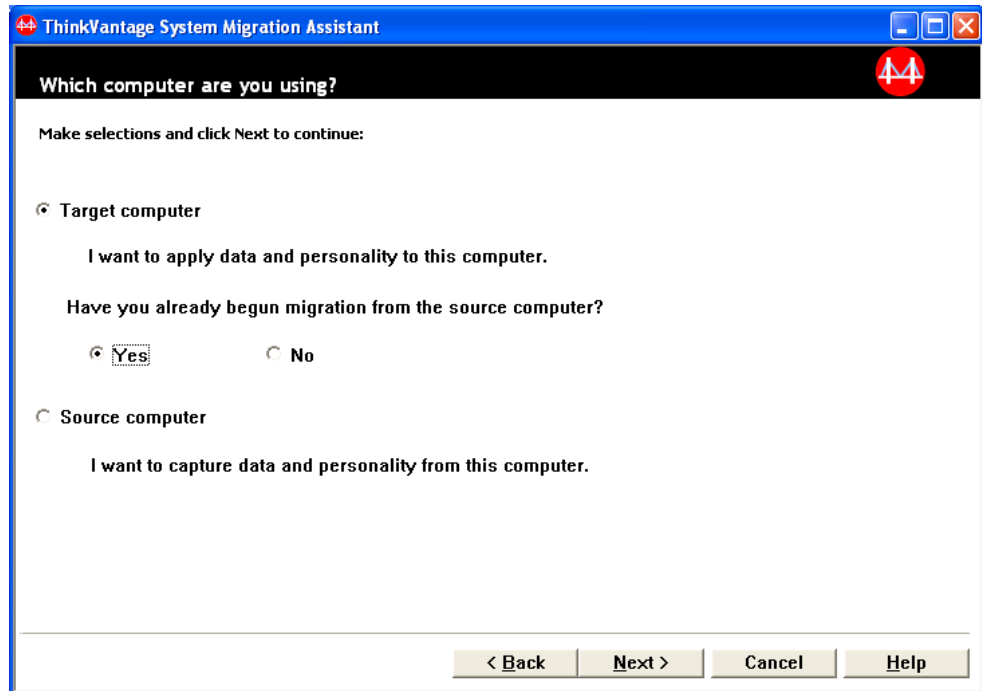 ThinkVantage System Migration Assistant
Which computer are you using?
Make selections and click Next to continue:
Target computer
I want to apply data and personality to this computer.
Have you already begun migration from the source computer?
Yes No
Source computer
I want to capture data and personality from this computer.
< Back Next > Cancel Help